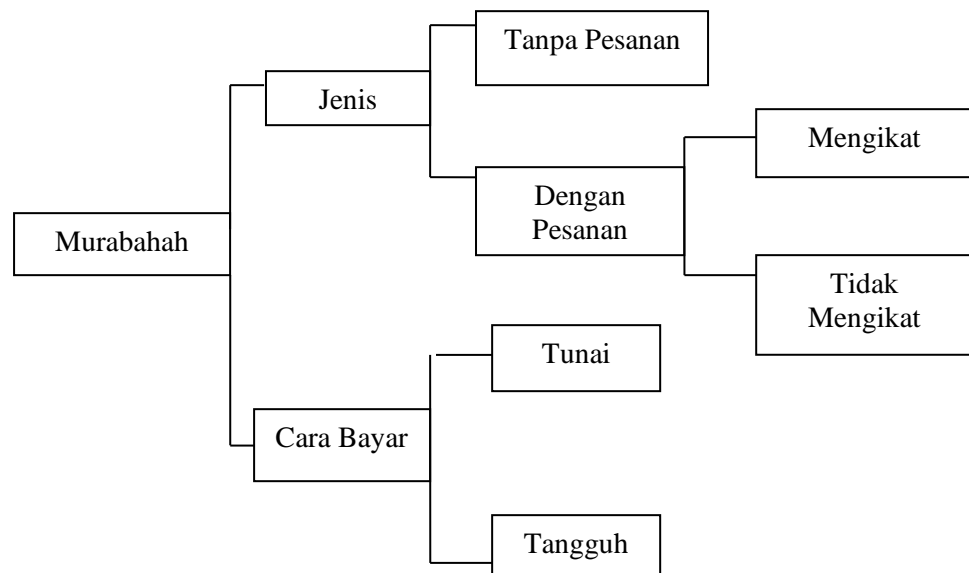 Murabahah
Jenis
Tanpa Pesanan
Dengan
Pesanan
Mengikat
Tidak
Mengikat
Cara Bayar
Tunai
Tangguh